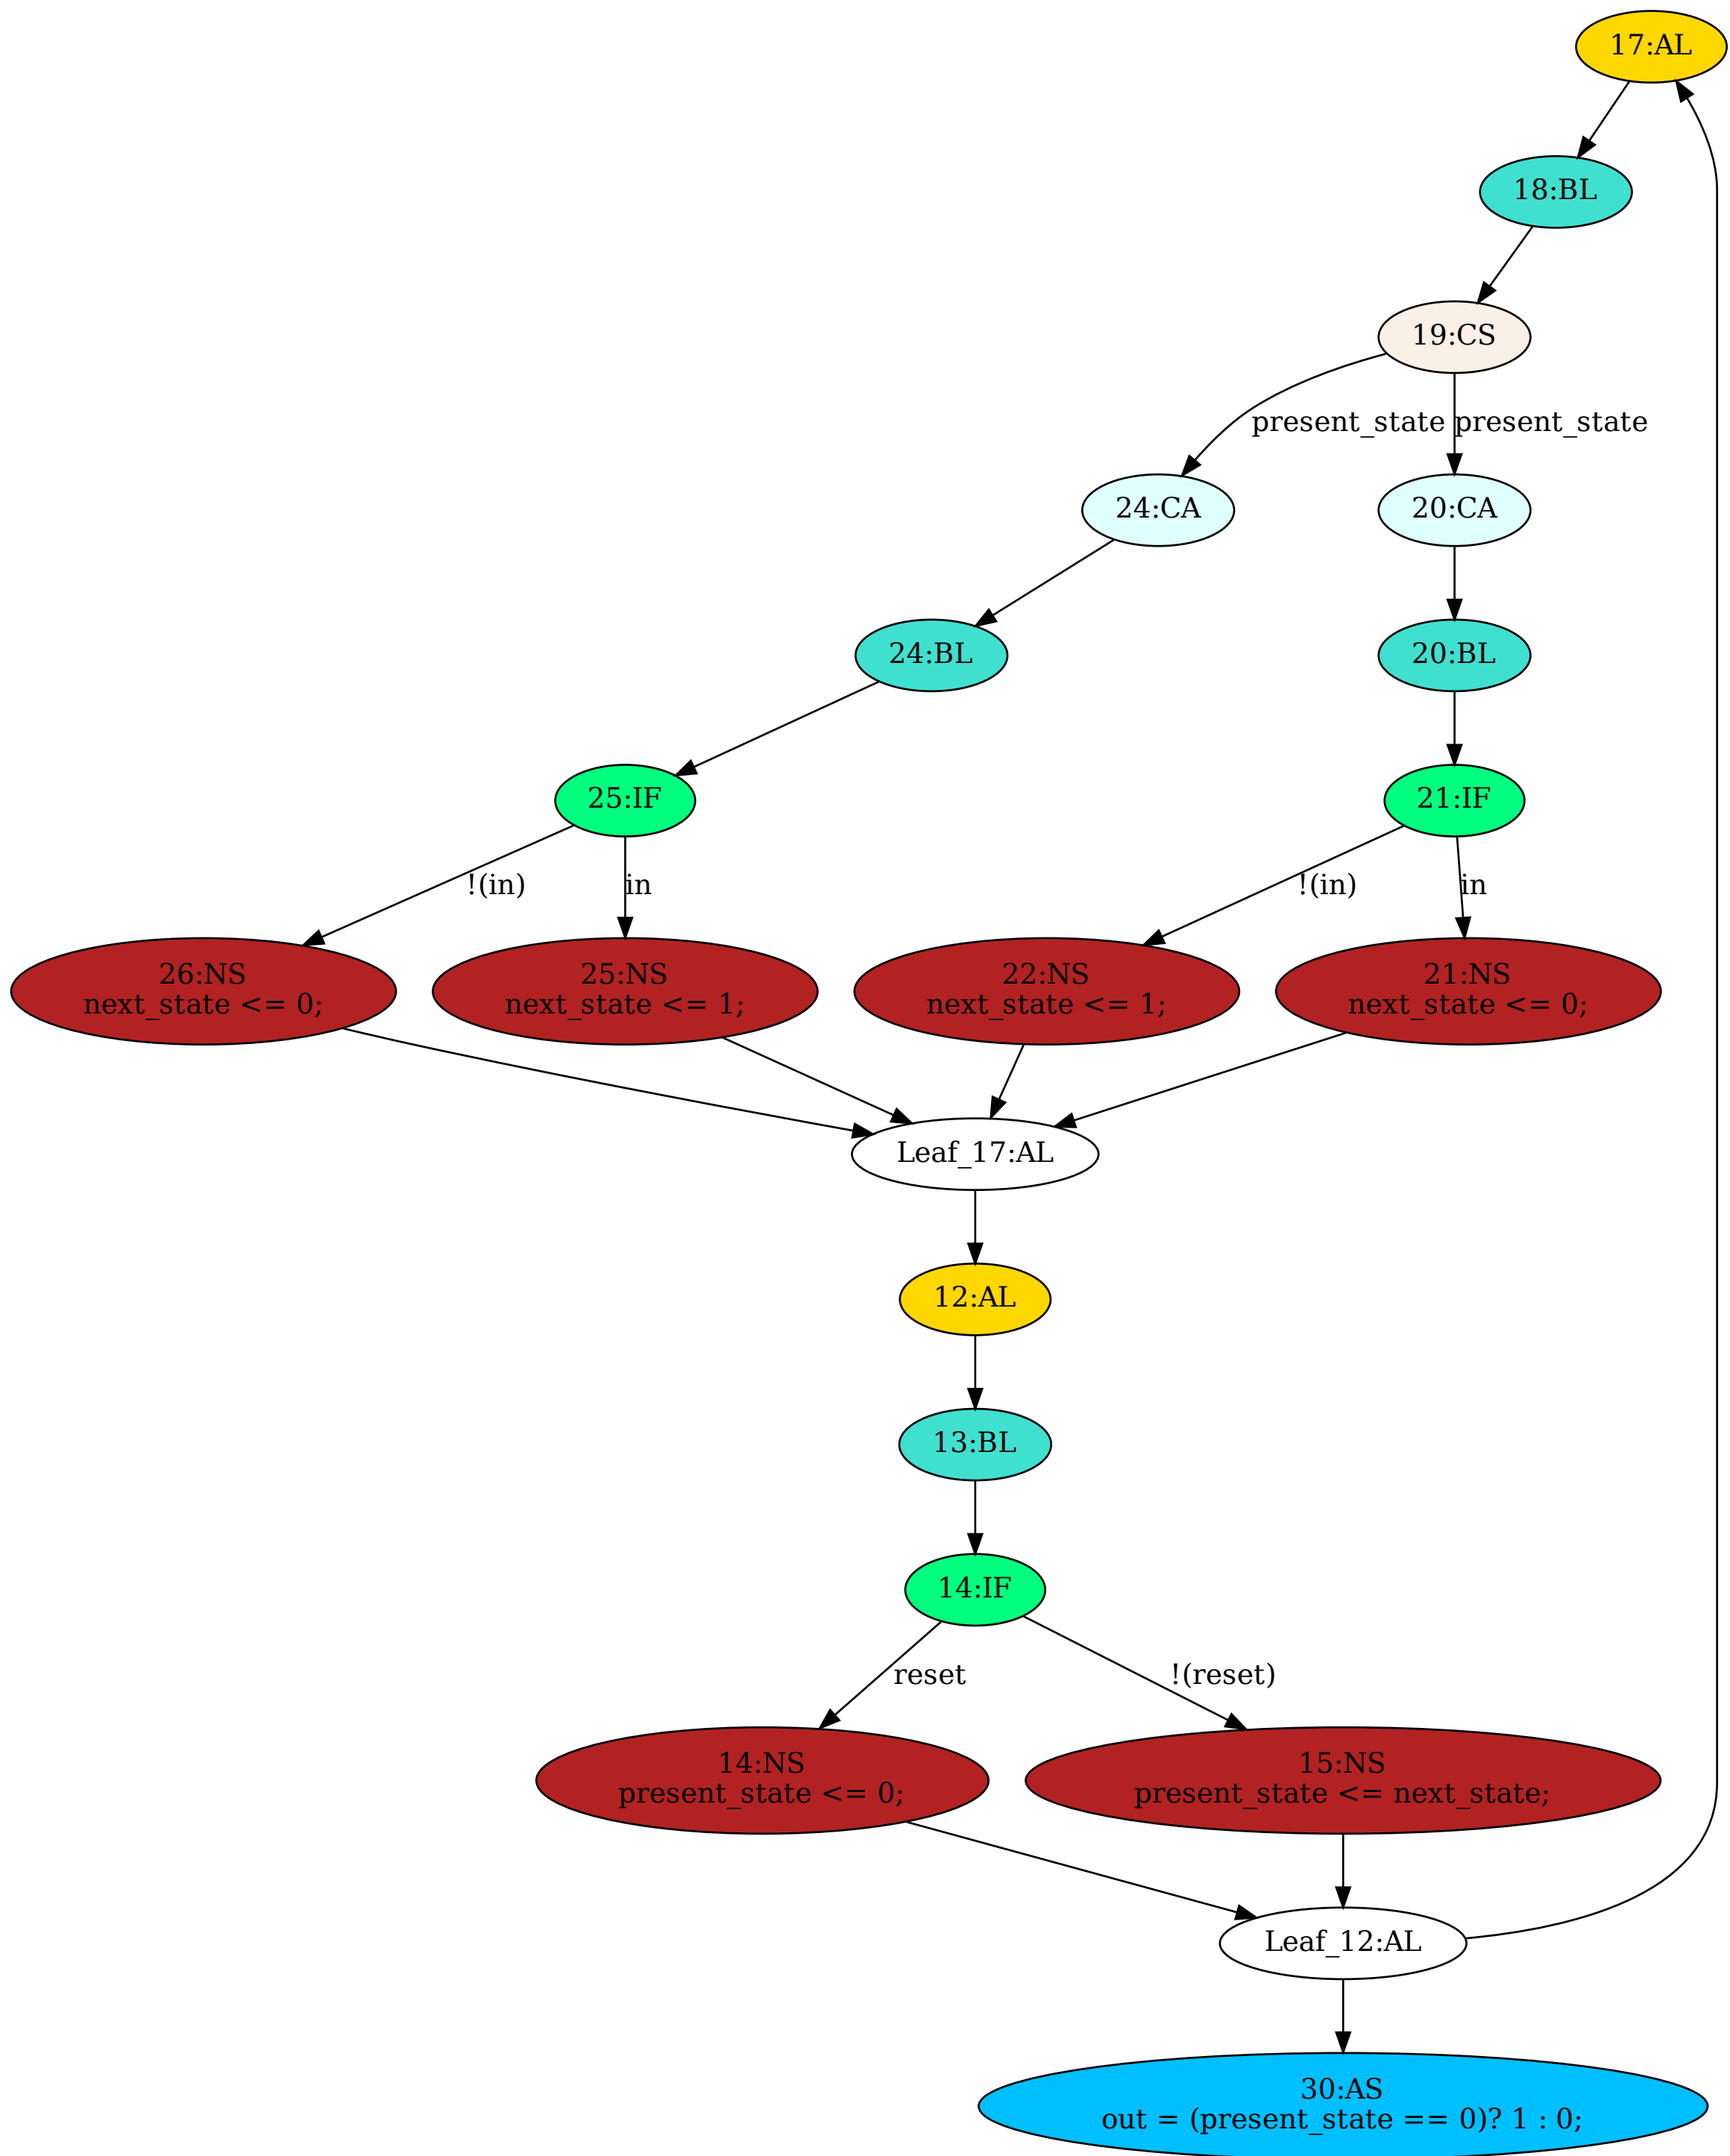 17:AL
18:BL
19:CS
present_state
present_state
24:CA
20:CA
24:BL
20:BL
25:IF
21:IF
!(in)
in
!(in)
in
26:NS
next_state <= 0;
25:NS
next_state <= 1;
22:NS
next_state <= 1;
21:NS
next_state <= 0;
Leaf_17:AL
12:AL
13:BL
14:IF
reset
!(reset)
14:NS
present_state <= 0;
15:NS
present_state <= next_state;
Leaf_12:AL
30:AS
out = (present_state == 0)? 1 : 0;